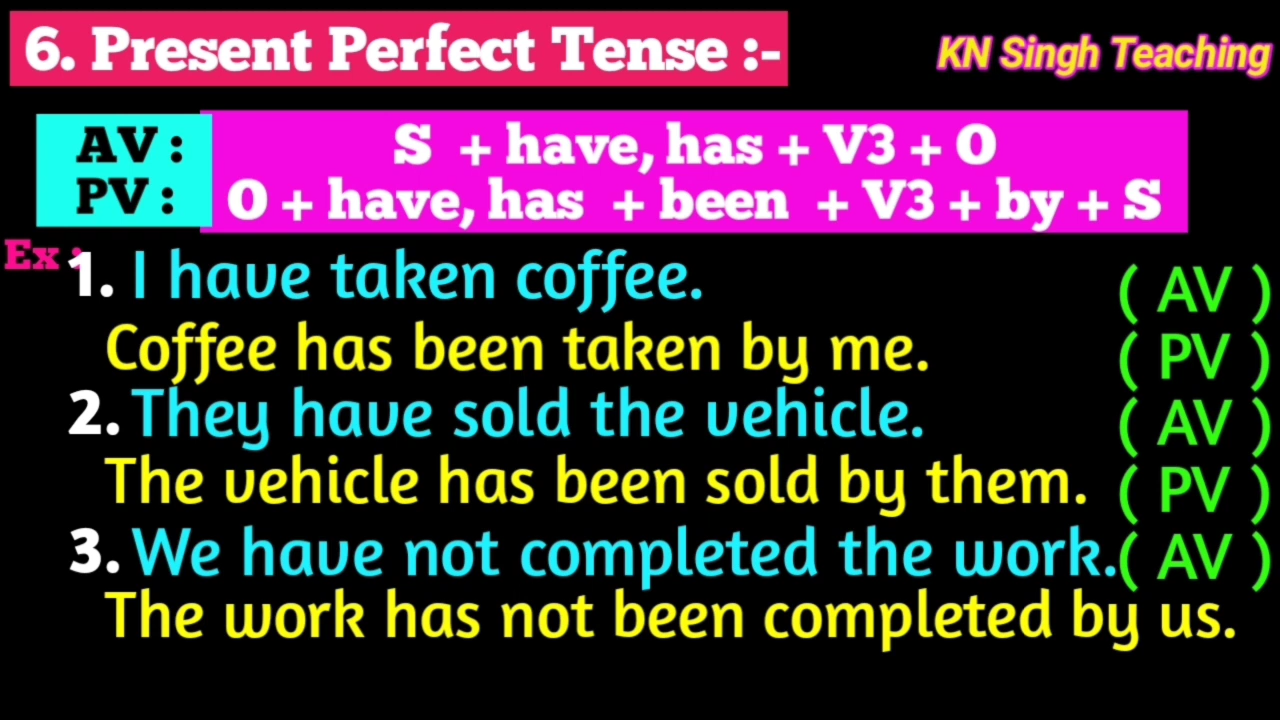 6. Present Perfect Tense :-
KN Singh Teaching
AV : S + have, has + V3 + O
PV : O + have, has + been + V3 + by + S
Ex :
1. I have taken coffee. ( AV )
Coffee has been taken by me. ( PV )
2. They have sold the vehicle. ( AV )
The vehicle has been sold by them. ( PV )
3. We have not completed the work. ( AV )
The work has not been completed by us.